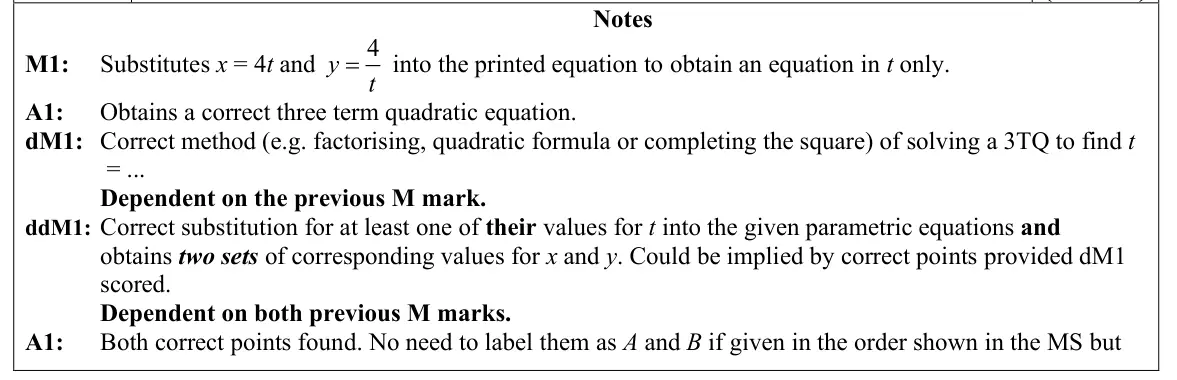 Notes
M1: Substitutes x = 4t and y = 4/t into the printed equation to obtain an equation in t only.
A1: Obtains a correct three term quadratic equation.
dM1: Correct method (e.g. factorising, quadratic formula or completing the square) of solving a 3TQ to find t
= ...
Dependent on the previous M mark.
ddM1: Correct substitution for at least one of their values for t into the given parametric equations and
obtains two sets of corresponding values for x and y. Could be implied by correct points provided dM1
scored.
Dependent on both previous M marks.
A1: Both correct points found. No need to label them as A and B if given in the order shown in the MS but